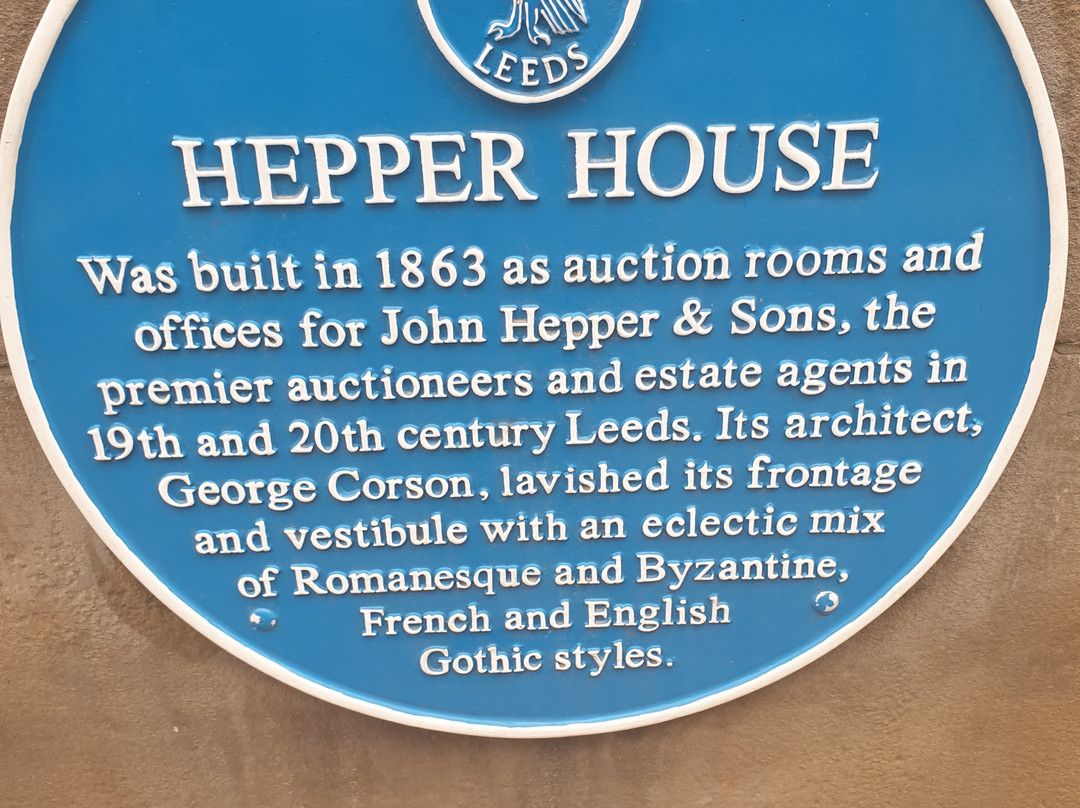 LEEDS
HEPPER HOUSE
Was built in 1863 as auction rooms and
offices for John Hepper & Sons, the
premier auctioneers and estate agents in
19th and 20th century Leeds. Its architect,
George Corson, lavished its frontage
and vestibule with an eclectic mix
of Romanesque and Byzantine,
French and English
Gothic styles.